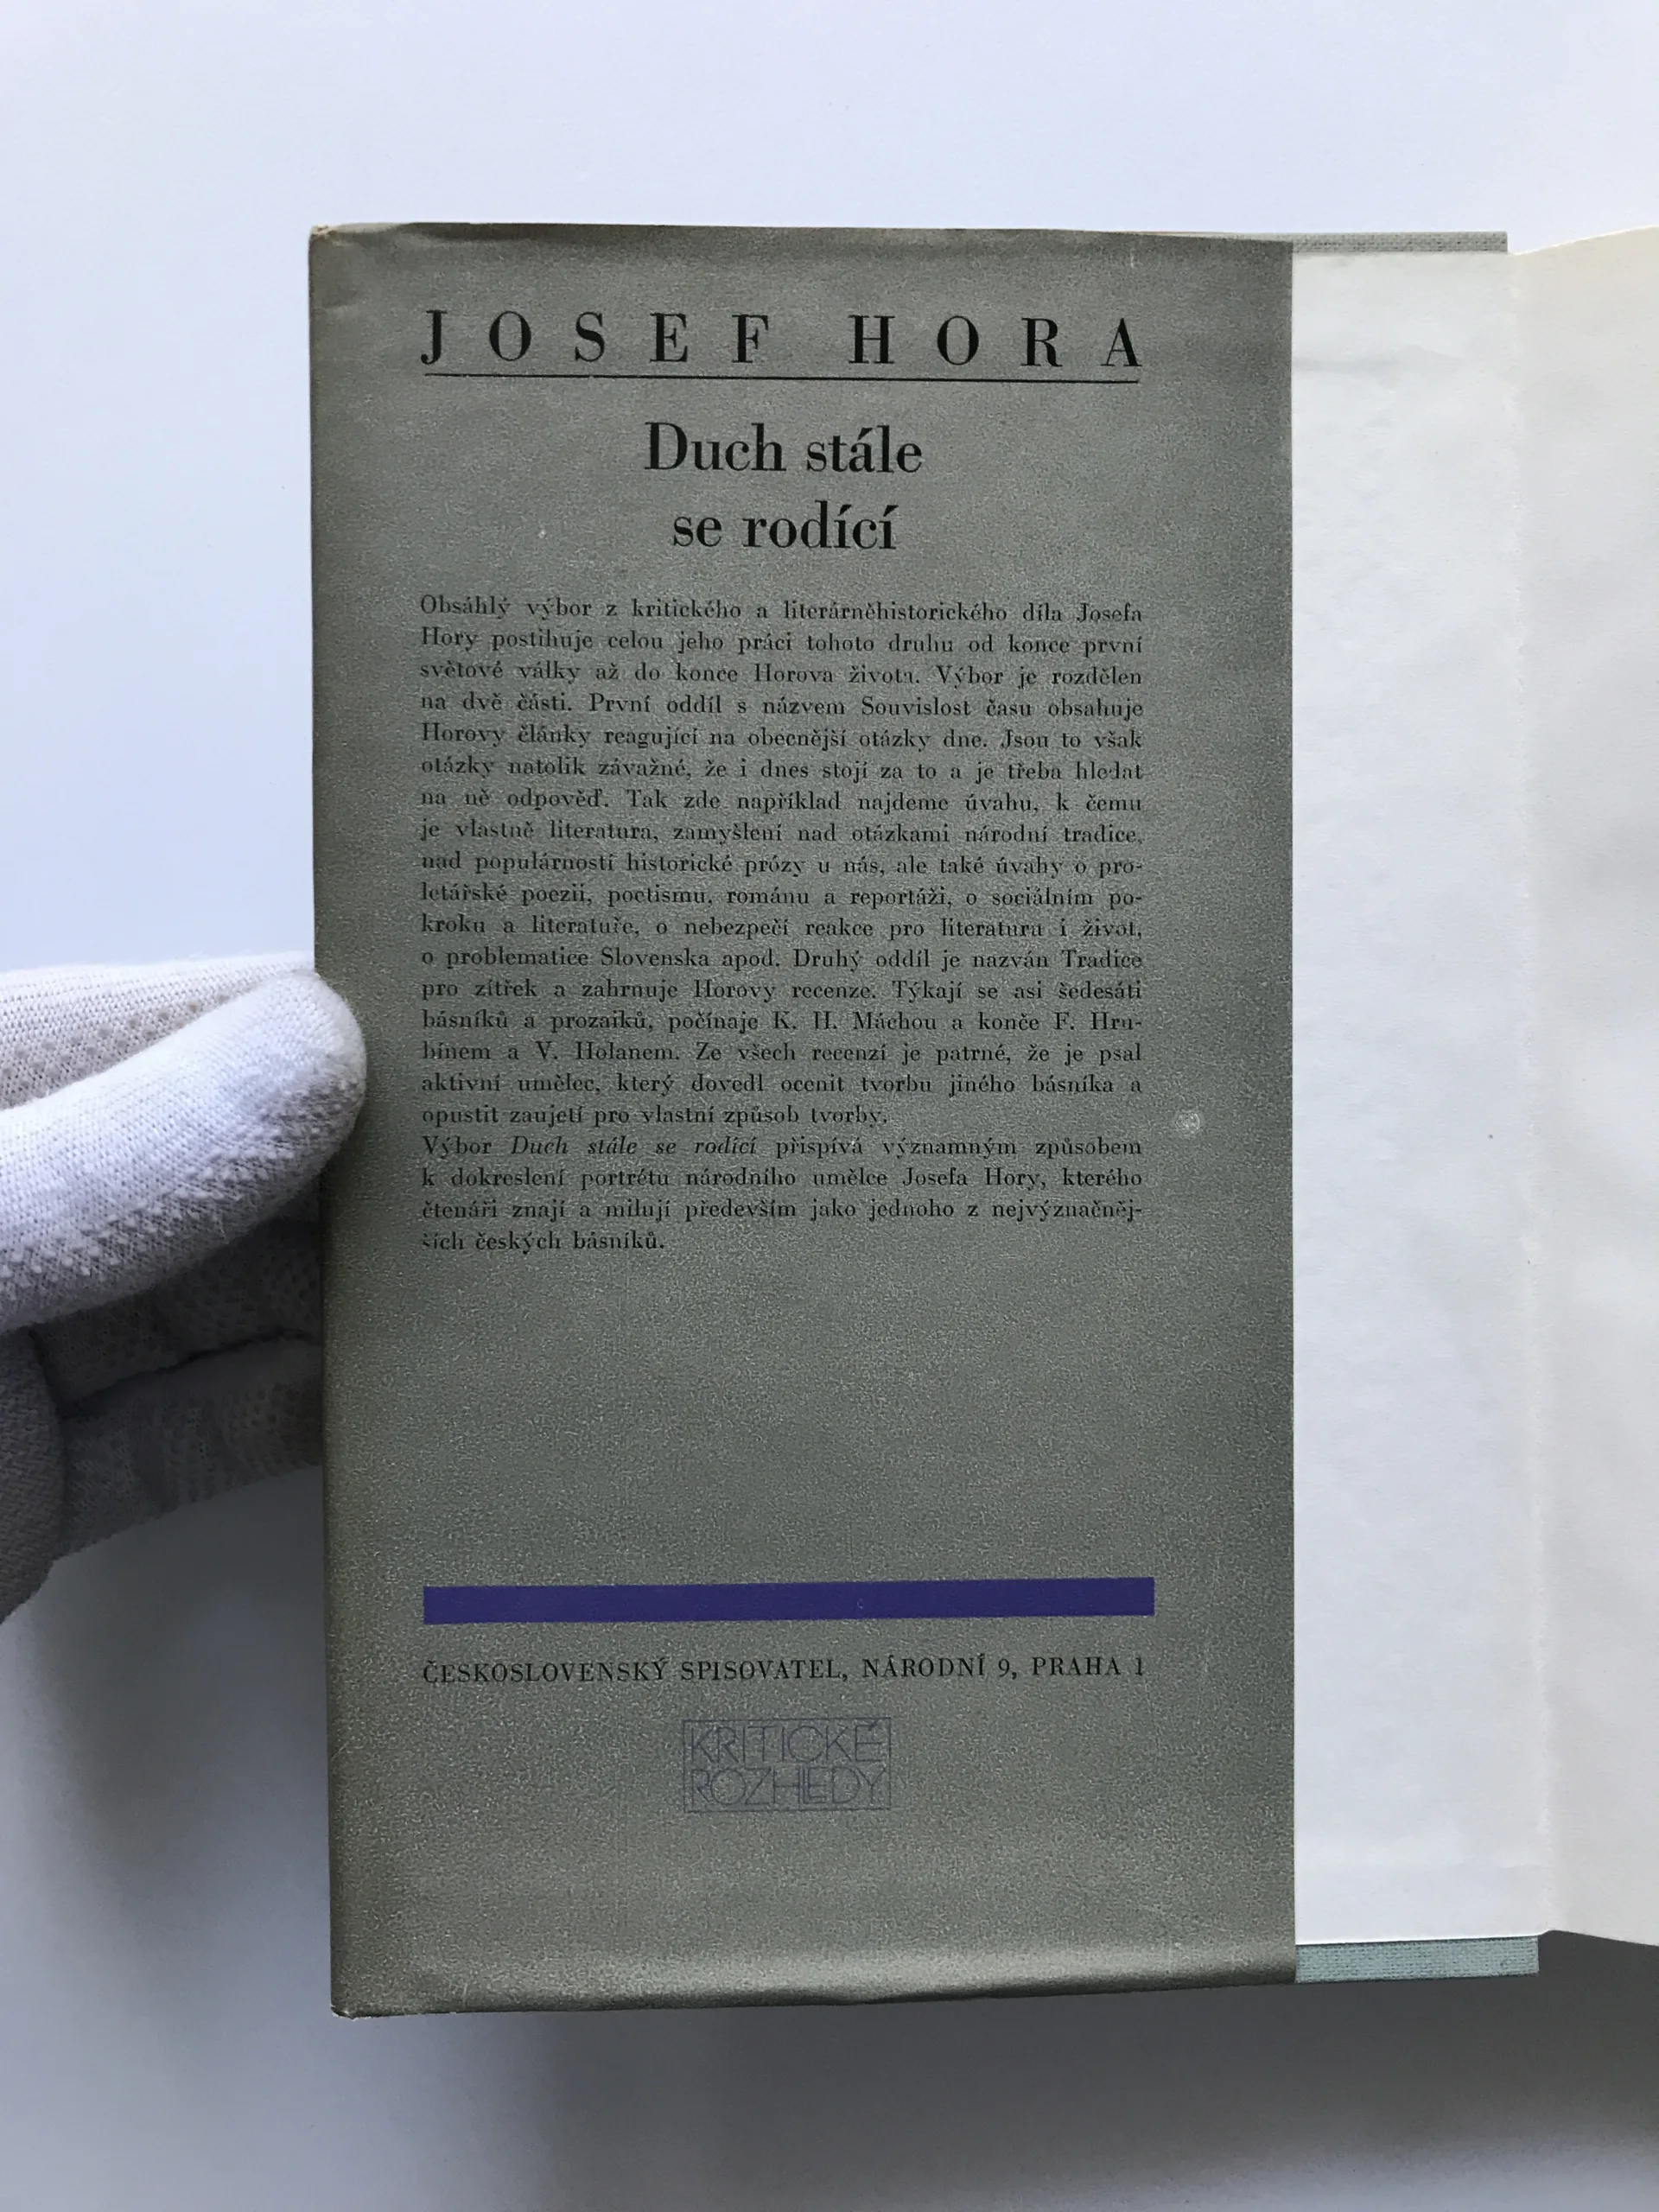 JOSEF HORA
Duch stále
se rodící
Obsáhlý výbor z kritického a literárněhistorického díla Josefa
Hory postihuje celou jeho práci tohoto druhu od konce první
světové války až do konce Horova života. Výbor je rozdělen
na dvě části. První oddíl s názvem Souvislost času obsahuje
Horovy články reagující na obecnější otázky dne. Jsou to však
otázky natolik závažné, že i dnes stojí za to a je třeba hledat
na ně odpověď. Tak zde například najdeme úvahu, k čemu
je vlastně literatura, zamyšlení nad otázkami národní tradice,
nad populárností historické prózy u nás, ale také úvahy o pro-
letářské poezii, poetismu, románu a reportáži, o sociálním po-
kroku a literatuře, o nebezpečí reakce pro literaturu i život,
o problematice Slovenska apod. Druhý oddíl je nazván Tradice
pro zítřek a zahrnuje Horovy recenze. Týkají se asi šedesáti
básníků a prozaiků, počínaje K. H. Máchou a konče F. Hru-
bínem a V. Holanem. Ze všech recenzí je patrné, že je psal
aktivní umělec, který dovedl ocenit tvorbu jiného básníka a
opustit zaujetí pro vlastní způsob tvorby.
Výbor Duch stále se rodící přispívá významným způsobem
k dokreslení portrétu národního umělce Josefa Hory, kterého
čtenáři znají a milují především jako jednoho z nejvýznačněj-
ších českých básníků.
ČESKOSLOVENSKÝ SPISOVATEL, NÁRODNÍ 9, PRAHA 1
KRITICKÉ
ROZHLEDY